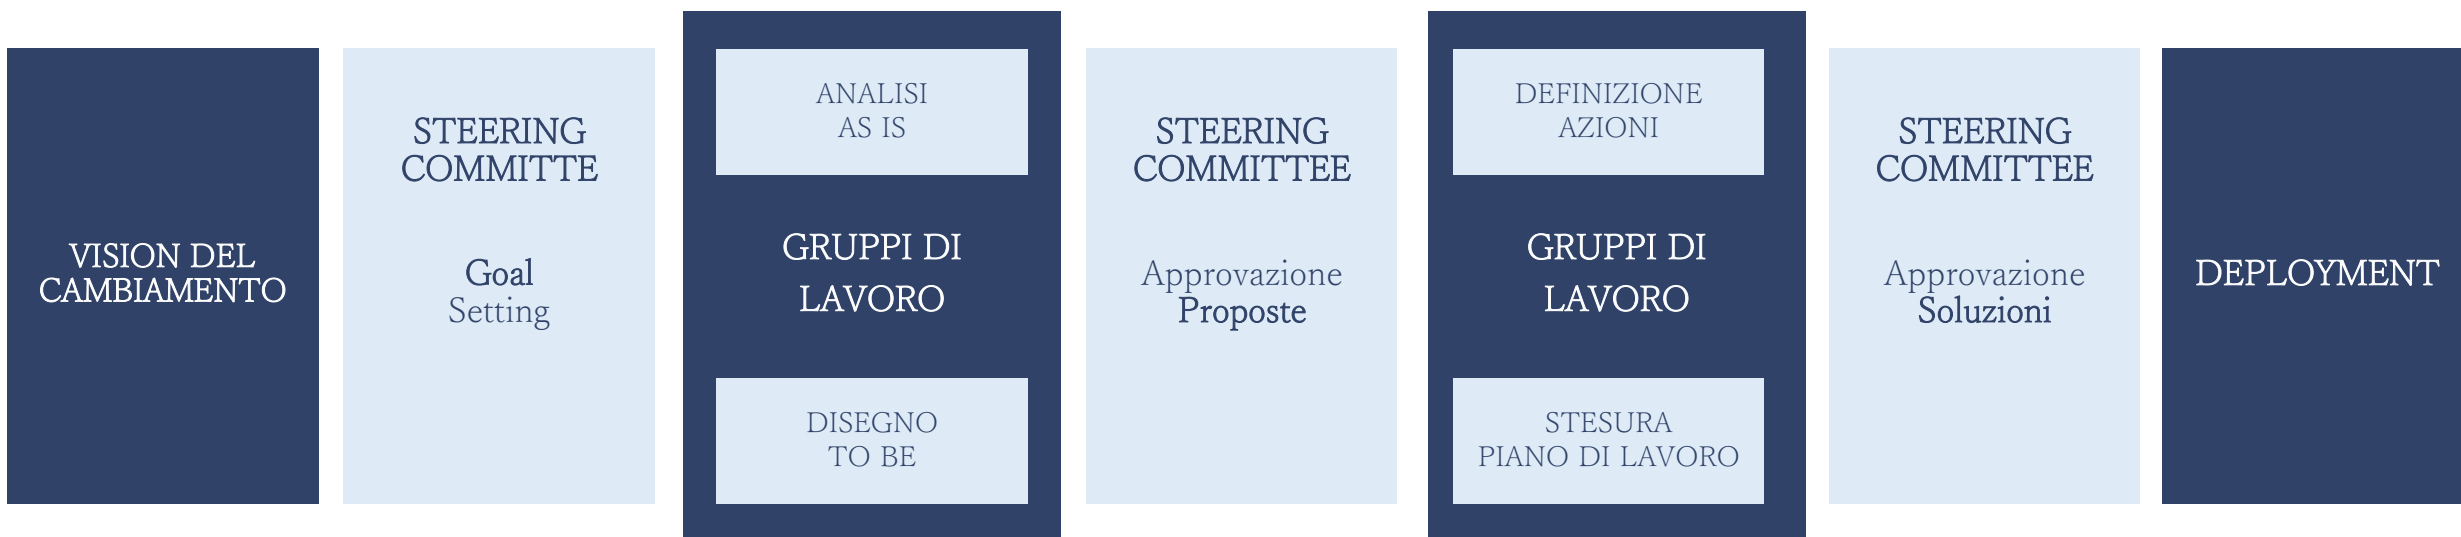 VISION DEL
CAMBIAMENTO
STEERING
COMMITTE
Goal
Setting
ANALISI
AS IS
GRUPPI DI
LAVORO
DISEGNO
TO BE
STEERING
COMMITTEE
Approvazione
Proposte
DEFINIZIONE
AZIONI
GRUPPI DI
LAVORO
STESURA
PIANO DI LAVORO
STEERING
COMMITTEE
Approvazione
Soluzioni
DEPLOYMENT